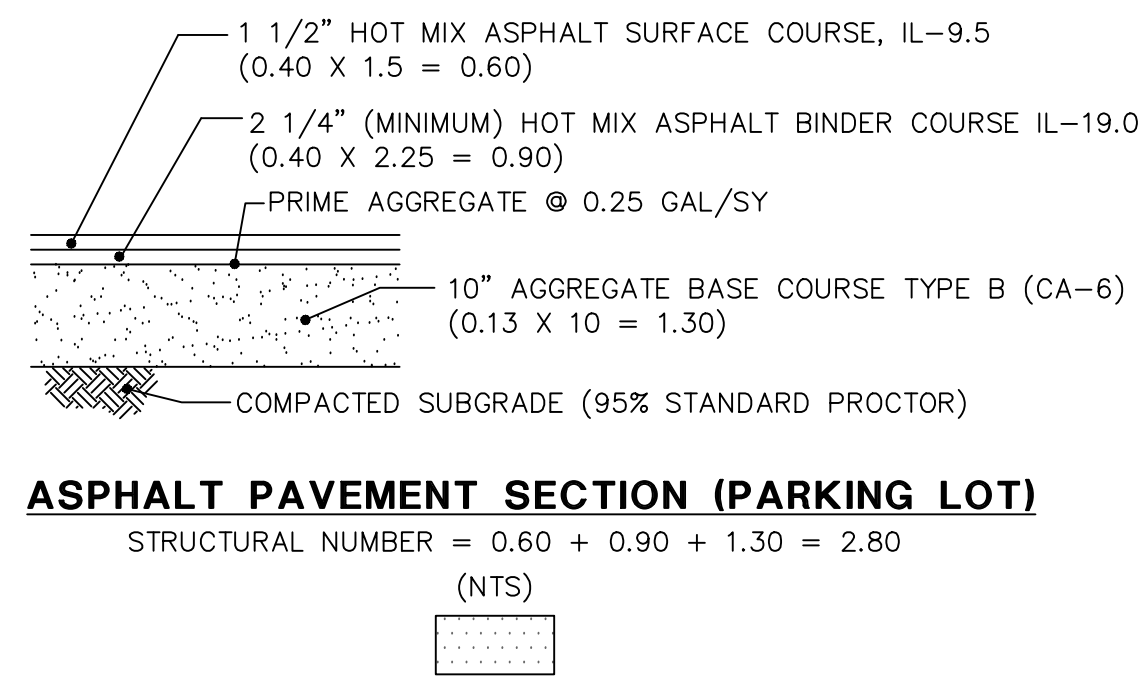 1 1/2” HOT MIX ASPHALT SURFACE COURSE, IL-9.5
(0.40 X 1.5 = 0.60)
2 1/4” (MINIMUM) HOT MIX ASPHALT BINDER COURSE IL-19.0
(0.40 X 2.25 = 0.90)
PRIME AGGREGATE @ 0.25 GAL/SY
10” AGGREGATE BASE COURSE TYPE B (CA-6)
(0.13 X 10 = 1.30)
COMPACTED SUBGRADE (95% STANDARD PROCTOR)
ASPHALT PAVEMENT SECTION (PARKING LOT)
STRUCTURAL NUMBER = 0.60 + 0.90 + 1.30 = 2.80
(NTS)